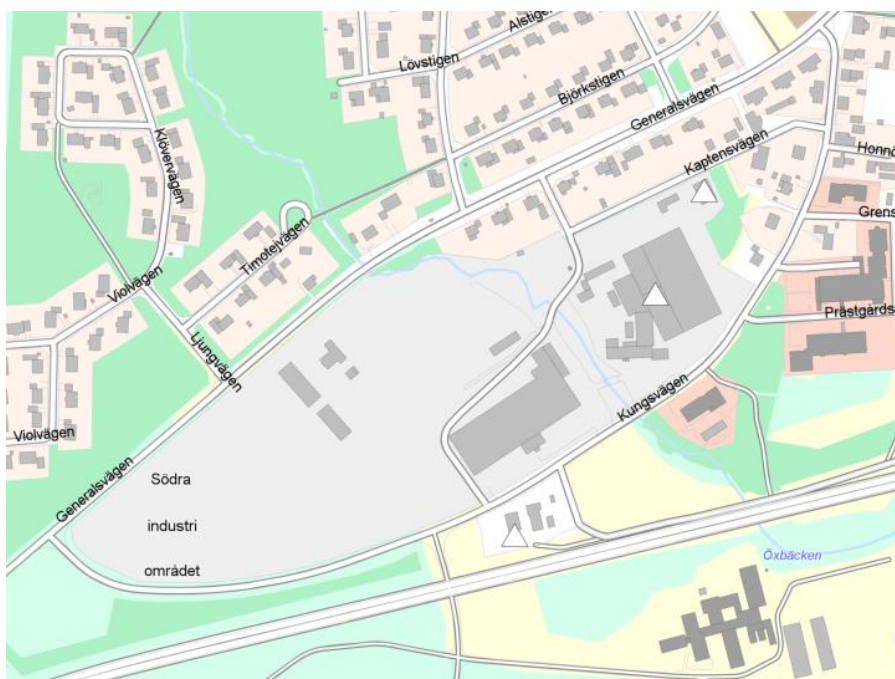 Alstigen
Lövstigen
Björkstigen
Generalsvägen
Kaptensvägen
Klövervägen
Honnö
Grens
Timotejvägen
Violvägen
Prästgårds
Ljungvägen
Kungsvägen
Violvägen
Generalsvägen
Södra
industri
området
Öxbäcken